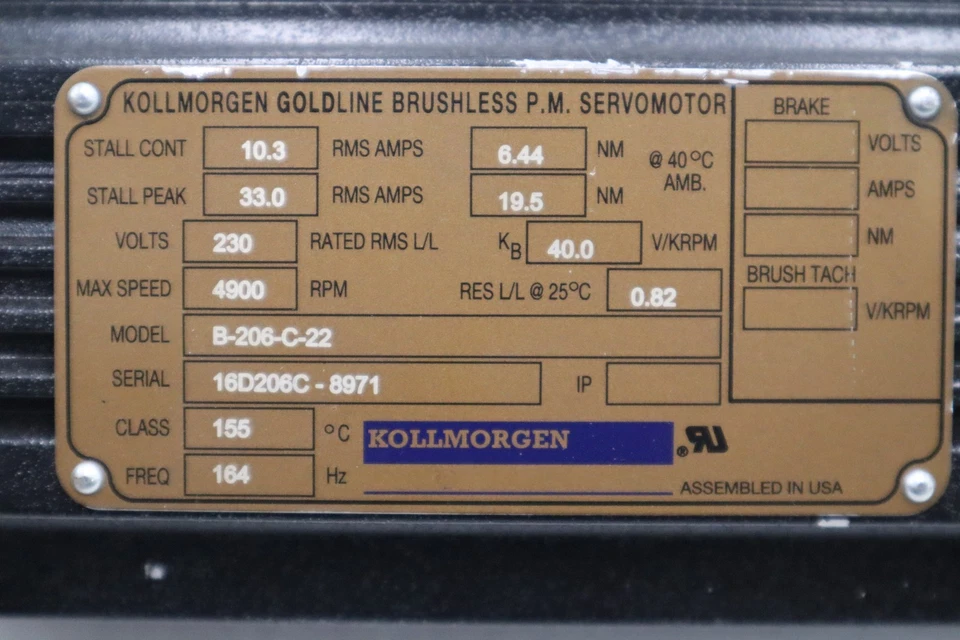 KOLLMORGEN GOLDLINE BRUSHLESS P.M. SERVOMOTOR
STALL CONT 10.3 RMS AMPS 6.44 NM @ 40°C AMB.
STALL PEAK 33.0 RMS AMPS 19.5 NM
VOLTS 230 RATED RMS L/L KB 40.0 V/KRPM
MAX SPEED 4900 RPM RES L/L @ 25°C 0.82
MODEL B-206-C-22
SERIAL 16D206C - 8971 IP
CLASS 155 °C
FREQ 164 Hz
KOLLMORGEN ® RU
ASSEMBLED IN USA
BRAKE
VOLTS
AMPS
NM
BRUSH TACH
V/KRPM